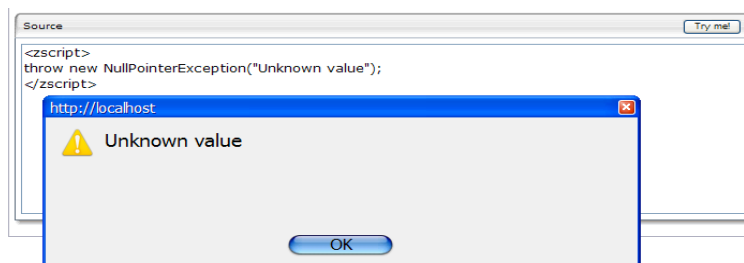 Source
Try me!
<zscript>
throw new NullPointerException("Unknown value");
</zscript>
http://localhost
Unknown value
OK